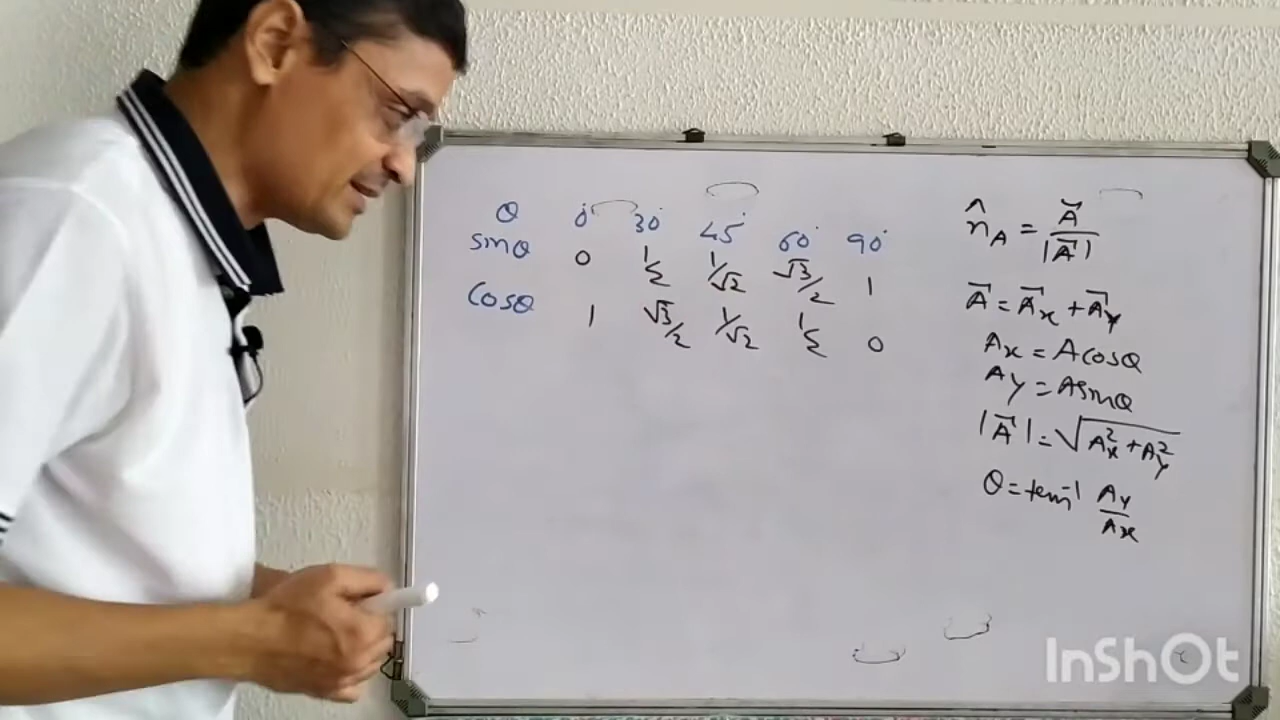 θ 0° 30° 45° 60° 90°
sinθ 0 1/2 1/√2 √3/2 1
cosθ 1 √3/2 1/√2 1/2 0
n̂_A = A⃗/|A⃗|
A⃗ = A⃗x + A⃗y
Ax = A cosθ
Ay = A sinθ
|A⃗| = √(Ax² + Ay²)
θ = tan⁻¹ Ay/Ax
InShOt